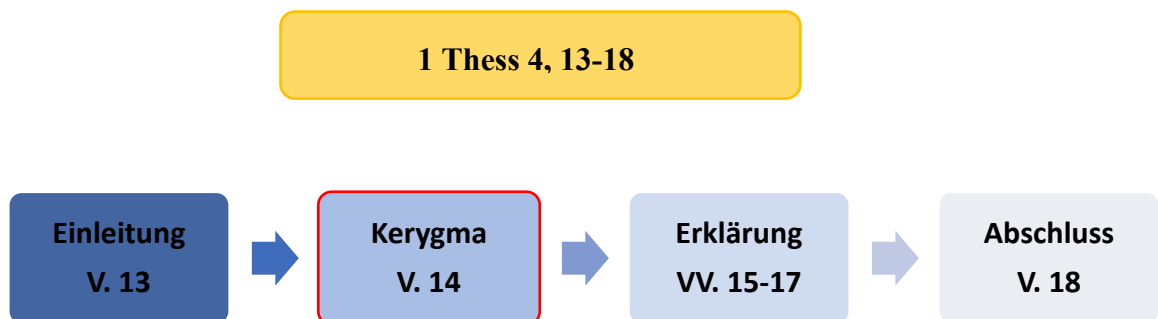 1 Thess 4, 13-18
Einleitung
V. 13
Kerygma
V. 14
Erklärung
VV. 15-17
Abschluss
V. 18